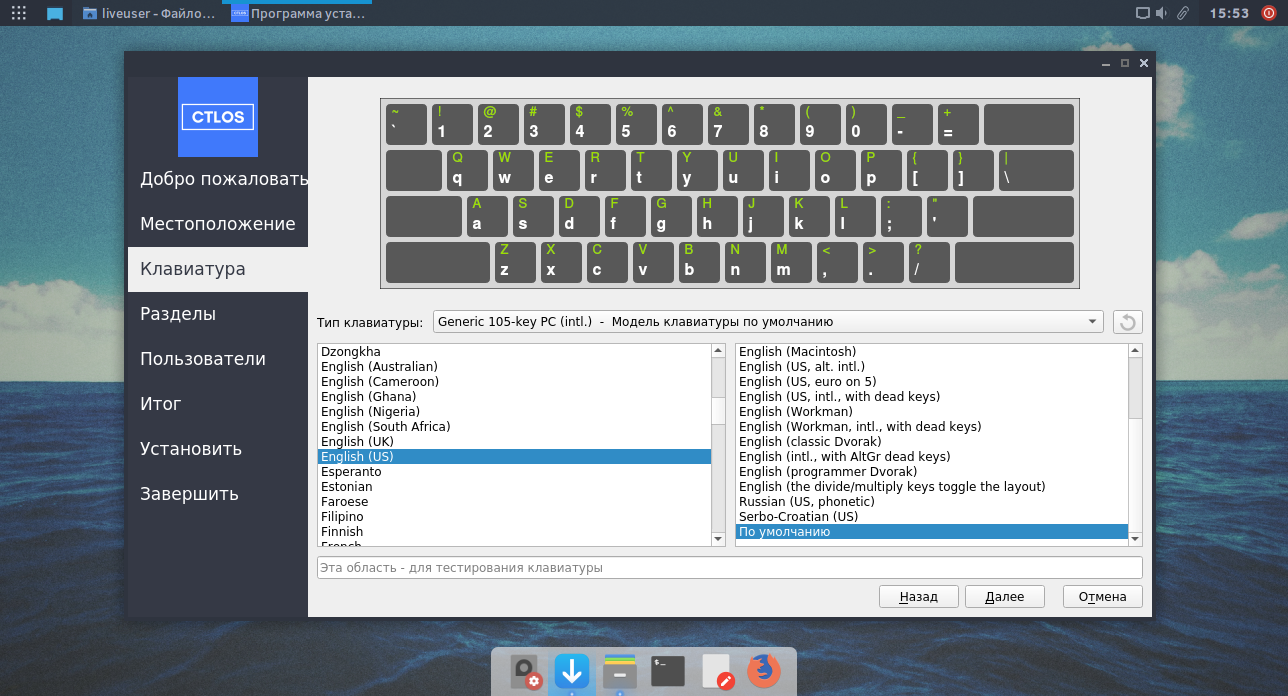 liveuser - Файло...
Программа уста...
15:53
CTLOS
Добро пожаловать
Местоположение
Клавиатура
Разделы
Пользователи
Итог
Установить
Завершить
~ ! @ # $ % ^ & * ( ) _ +
` 1 2 3 4 5 6 7 8 9 0 - =
Q W E R T Y U I O P { } |
q w e r t y u i o p [ ] \
A S D F G H J K L : "
a s d f g h j k l ; '
Z X C V B N M < > ?
z x c v b n m , . /
Тип клавиатуры: Generic 105-key PC (intl.)  -  Модель клавиатуры по умолчанию
Dzongkha
English (Australian)
English (Cameroon)
English (Ghana)
English (Nigeria)
English (South Africa)
English (UK)
English (US)
Esperanto
Estonian
Faroese
Filipino
Finnish
French
English (Macintosh)
English (US, alt. intl.)
English (US, euro on 5)
English (US, intl., with dead keys)
English (Workman)
English (Workman, intl., with dead keys)
English (classic Dvorak)
English (intl., with AltGr dead keys)
English (programmer Dvorak)
English (the divide/multiply keys toggle the layout)
Russian (US, phonetic)
Serbo-Croatian (US)
По умолчанию
Эта область - для тестирования клавиатуры
Назад
Далее
Отмена
$_